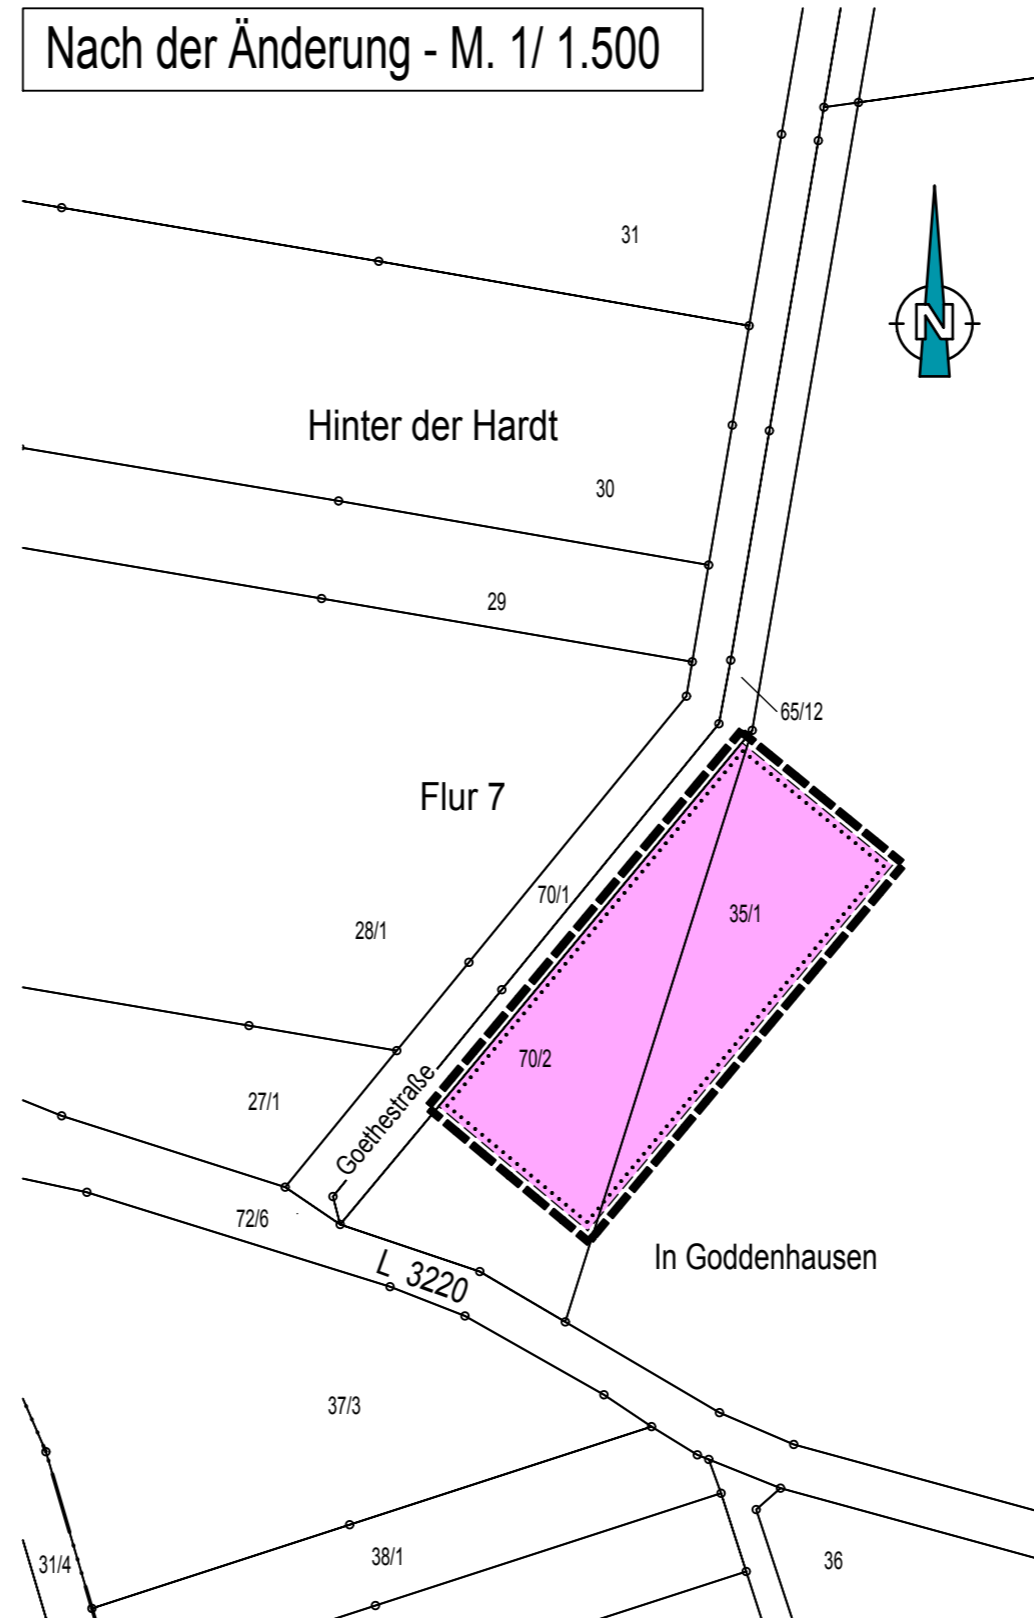 Nach der Änderung - M. 1/ 1.500
31
N
Hinter der Hardt
30
29
65/12
Flur 7
70/1
35/1
28/1
70/2
Goethestraße
27/1
72/6
In Goddenhausen
L 3220
37/3
38/1
36
31/4